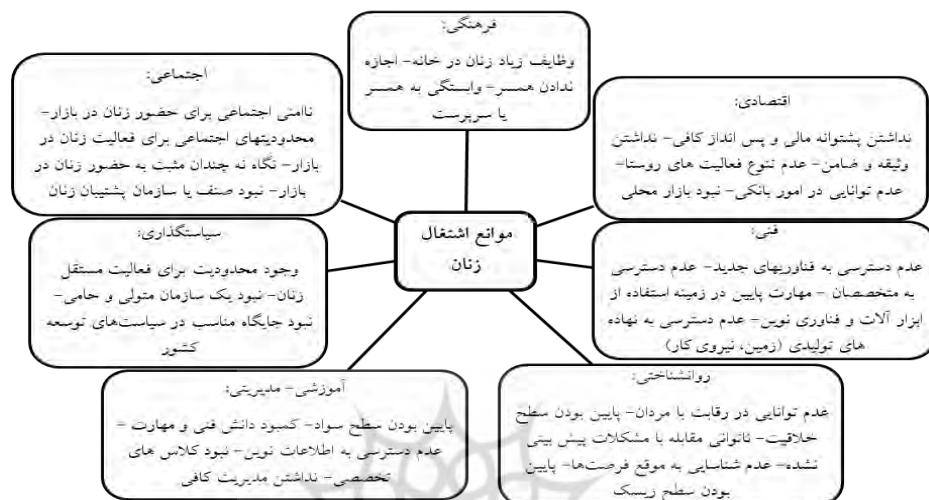 فرهنگی:
وظایف زیاد زنان در خانه- اجازه
ندادن همسر- وابستگی به همسر
یا سرپرست
اقتصادی:
نداشتن پشتوانه مالی و پس انداز کافی- نداشتن
وثیقه و ضامن- عدم تنوع فعالیت های روستا-
عدم توانایی در امور بانکی- نبود بازار محلی
اجتماعی:
ناامنی اجتماعی برای حضور زنان در بازار-
محدودیتهای اجتماعی برای فعالیت زنان در
بازار- نگاه نه چندان مثبت به حضور زنان در
بازار- نبود صنف یا سازمان پشتیبان زنان
موانع اشتغال
زنان
فنی:
عدم دسترسی به فناوریهای جدید- عدم دسترسی
به متخصصان - مهارت پایین در زمینه استفاده از
ابزار آلات و فناوری نوین- عدم دسترسی به نهاده
های تولیدی (زمین، نیروی کار)
سیاستگذاری:
وجود محدودیت برای فعالیت مستقل
زنان- نبود یک سازمان متولی و حامی-
نبود جایگاه مناسب در سیاست‌های توسعه
کشور
روانشناختی:
عدم توانایی در رقابت با مردان- پایین بودن سطح
خلاقیت- ناتوانی مقابله با مشکلات پیش بینی
نشده- عدم شناسایی به موقع فرصت‌ها- پایین
بودن سطح ریسک
آموزشی- مدیریتی:
پایین بودن سطح سواد- کمبود دانش فنی و مهارت -
عدم دسترسی به اطلاعات نوین- نبود کلاس های
تخصصی- نداشتن مدیریت کافی